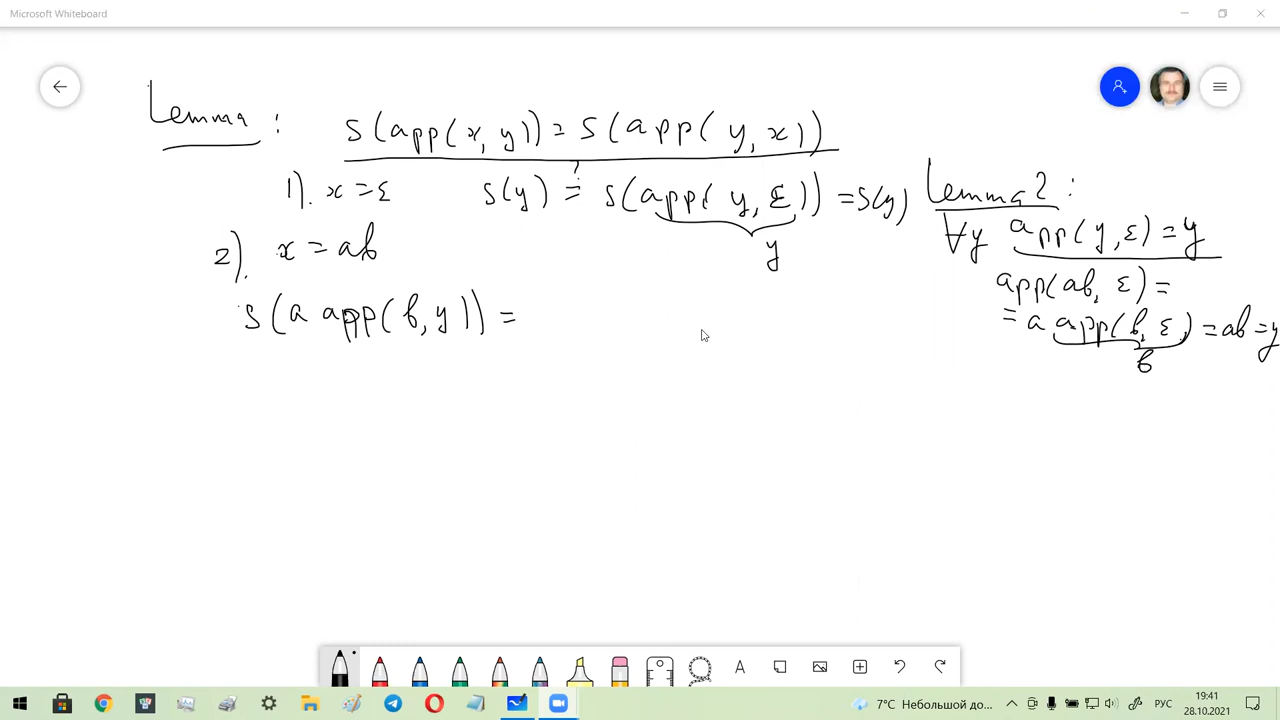 Microsoft Whiteboard
Lemma :
s(app(x, y)) = s(app(y, x))
1). x = ε s(y) =? s(app(y, ε)) = s(y)
y
2). x = ab
s(a app(b, y)) =
Lemma 2 :
∀y app(y, ε) = y
app(ab, ε) =
= a app(b, ε) = ab = y
b
A
7°C Небольшой до...
РУС
19:41
28.10.2021